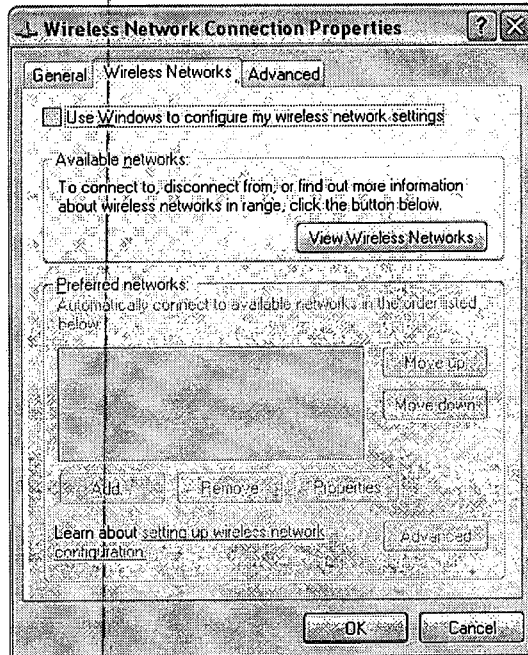 Wireless Network Connection Properties
General Wireless Networks Advanced
Use Windows to configure my wireless network settings
Available networks:
To connect to, disconnect from, or find out more information
about wireless networks in range, click the button below.
View Wireless Networks
Preferred networks:
Automatically connect to available networks in the order listed
below:
Move up
Move down
Add... Remove Properties
Learn about setting up wireless network
configuration.
Advanced
OK Cancel